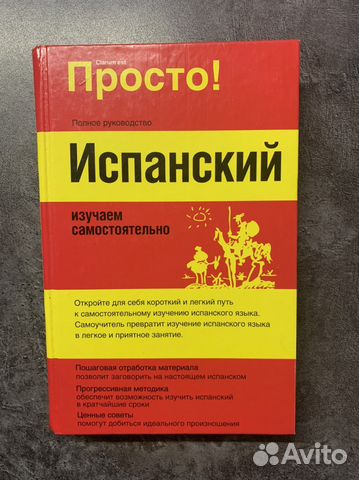 Clarum est
Просто!
Полное руководство
Испанский
изучаем
самостоятельно
Откройте для себя короткий и легкий путь
к самостоятельному изучению испанского языка.
Самоучитель превратит изучение испанского языка
в легкое и приятное занятие.
Пошаговая отработка материала
позволит заговорить на настоящем испанском
Прогрессивная методика
обеспечит возможность изучить испанский
в кратчайшие сроки
Ценные советы
помогут добиться идеального произношения
Avito